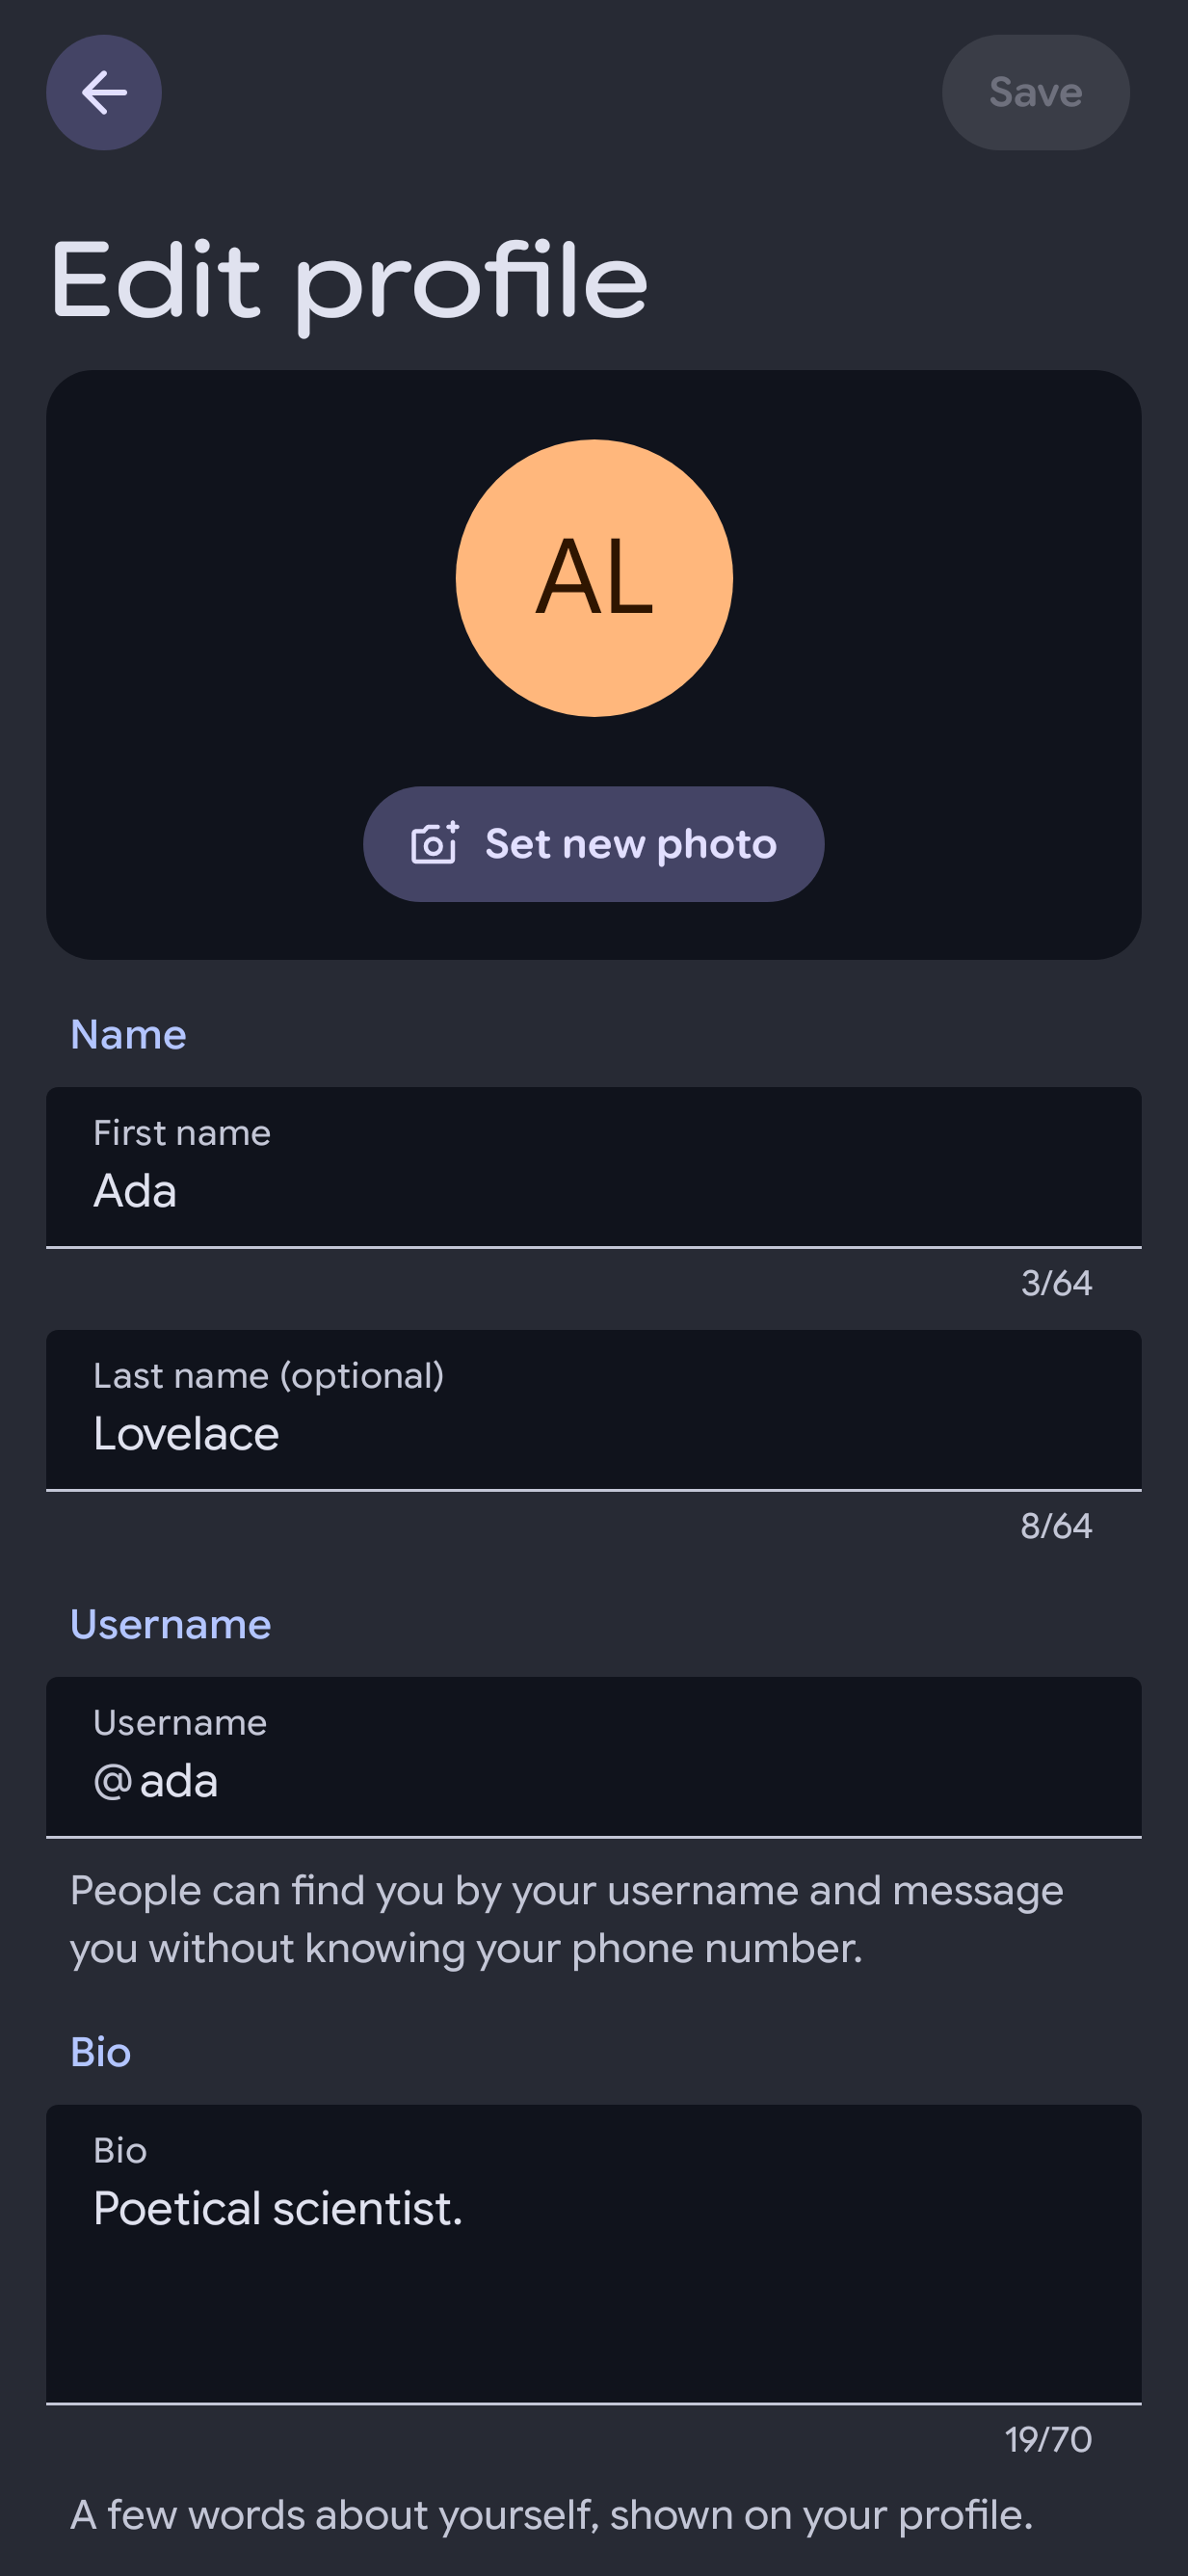 Save
Edit profile
AL
Set new photo
Name
First name
Ada
3/64
Last name (optional)
Lovelace
8/64
Username
Username
@ada
People can find you by your username and message
you without knowing your phone number.
Bio
Bio
Poetical scientist.
19/70
A few words about yourself, shown on your profile.